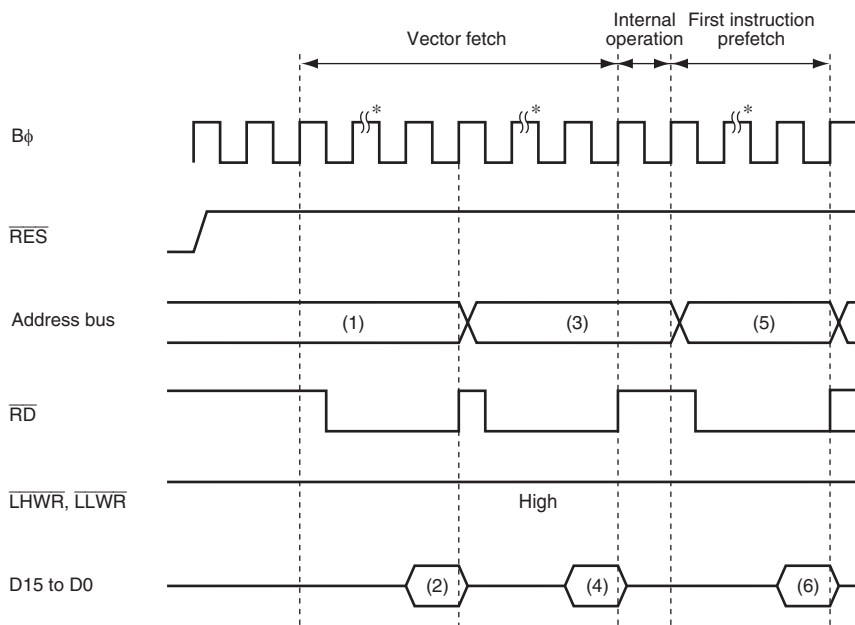 Vector fetch
Internal operation
First instruction prefetch
Bφ
* * *
RES
Address bus
(1) (3) (5)
RD
LHWR, LLWR
High
D15 to D0
(2) (4) (6)